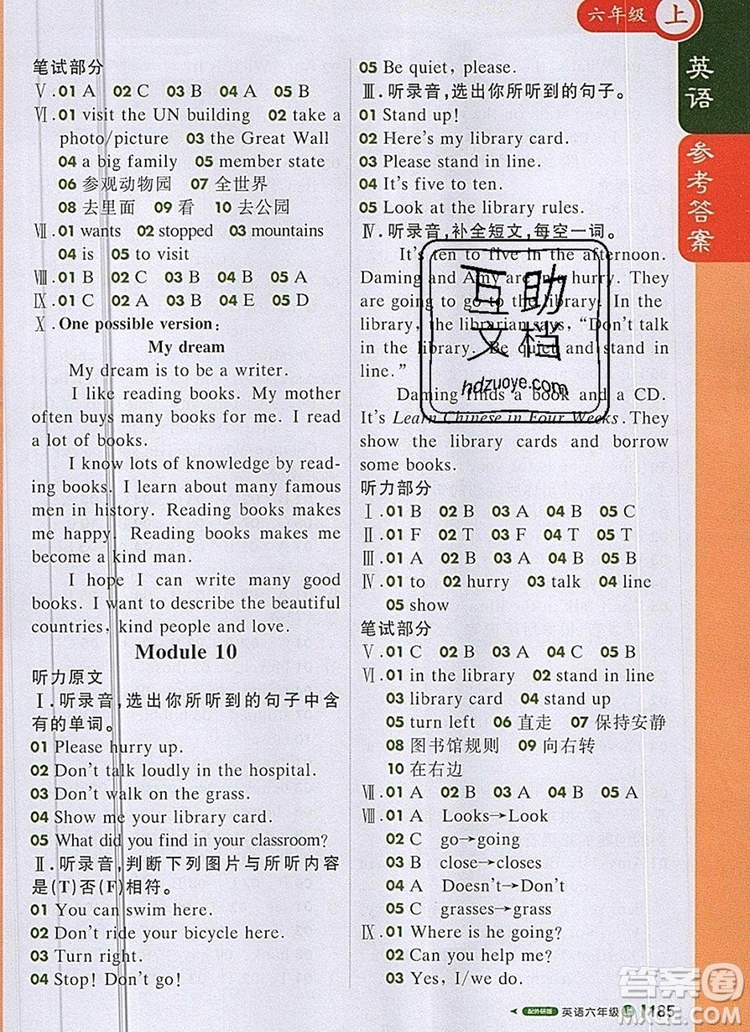 六年级 上
英语
参考答案
笔试部分
Ⅴ.01 A 02 C 03 A 04 A 05 B
Ⅵ.01 visit the UN building 02 take a
photo/picture 03 the Great Wall
04 a big family 05 member state
06 参观动物园 07 全世界
08 去里面 09 看 10 去公园
Ⅶ.01 wants 02 stopped 03 mountains
04 is 05 to visit
Ⅷ.01 B 02 C 03 B 04 B 05 A
Ⅸ.01 C 02 A 03 B 04 E 05 D
Ⅹ.One possible version:
My dream
My dream is to be a writer.
I like reading books. My mother
often buys many books for me. I read
a lot of books.
I know lots of knowledge by read-
ing books. I learn about many famous
men in history. Reading books makes
me happy. Reading books makes me
become a kind man.
I hope I can write many good
books. I want to describe the beautiful
countries, kind people and love.
Module 10
听力原文
Ⅰ.听录音,选出你所听到的句子中含
有的单词。
01 Please hurry up.
02 Don't talk loudly in the hospital.
03 Don't walk on the grass.
04 Show me your library card.
05 What did you find in your classroom?
Ⅱ.听录音,判断下列图片与所听内容
是(T)否(F)相符。
01 You can swim here.
02 Don't ride your bicycle here.
03 Turn right.
04 Stop! Don't go!
05 Be quiet, please.
Ⅲ.听录音,选出你所听到的句子。
01 Stand up!
02 Here's my library card.
03 Please stand in line.
04 It's five to ten.
05 Look at the library rules.
Ⅳ.听录音,补全短文,每空一词。
It's ten to five in the afternoon.
Daming and Amy are in hurry. They
are going to go to the library. In the
library, the librarian says, "Don't talk
in the library. Be quiet and stand in
line."
Daming finds a book and a CD.
It's Learn Chinese in Four Weeks. They
show the library cards and borrow
some books.
听力部分
Ⅰ.01 B 02 B 03 A 04 B 05 C
Ⅱ.01 F 02 T 03 F 04 T 05 T
Ⅲ.01 A 02 B 03 A 04 A 05 B
Ⅳ.01 to 02 hurry 03 talk 04 line
05 show
笔试部分
Ⅴ.01 C 02 B 03 A 04 C 05 B
Ⅵ.01 in the library 02 stand in line
03 library card 04 stand up
05 turn left 06 直走 07 保持安静
08 图书馆规则 09 向右转
10 在右边
Ⅶ.01 A 02 B 03 B 04 B 05 A
Ⅷ.01 A Looks→Look
02 C go→going
03 B close→closes
04 A Doesn't→Don't
05 C grasses→grass
Ⅸ.01 Where is he going?
02 Can you help me?
03 Yes, I/we do.
互助
文档
hdzuoye.com
配外研版 英语六年级 上 1185
答案圈
MXQE.COM